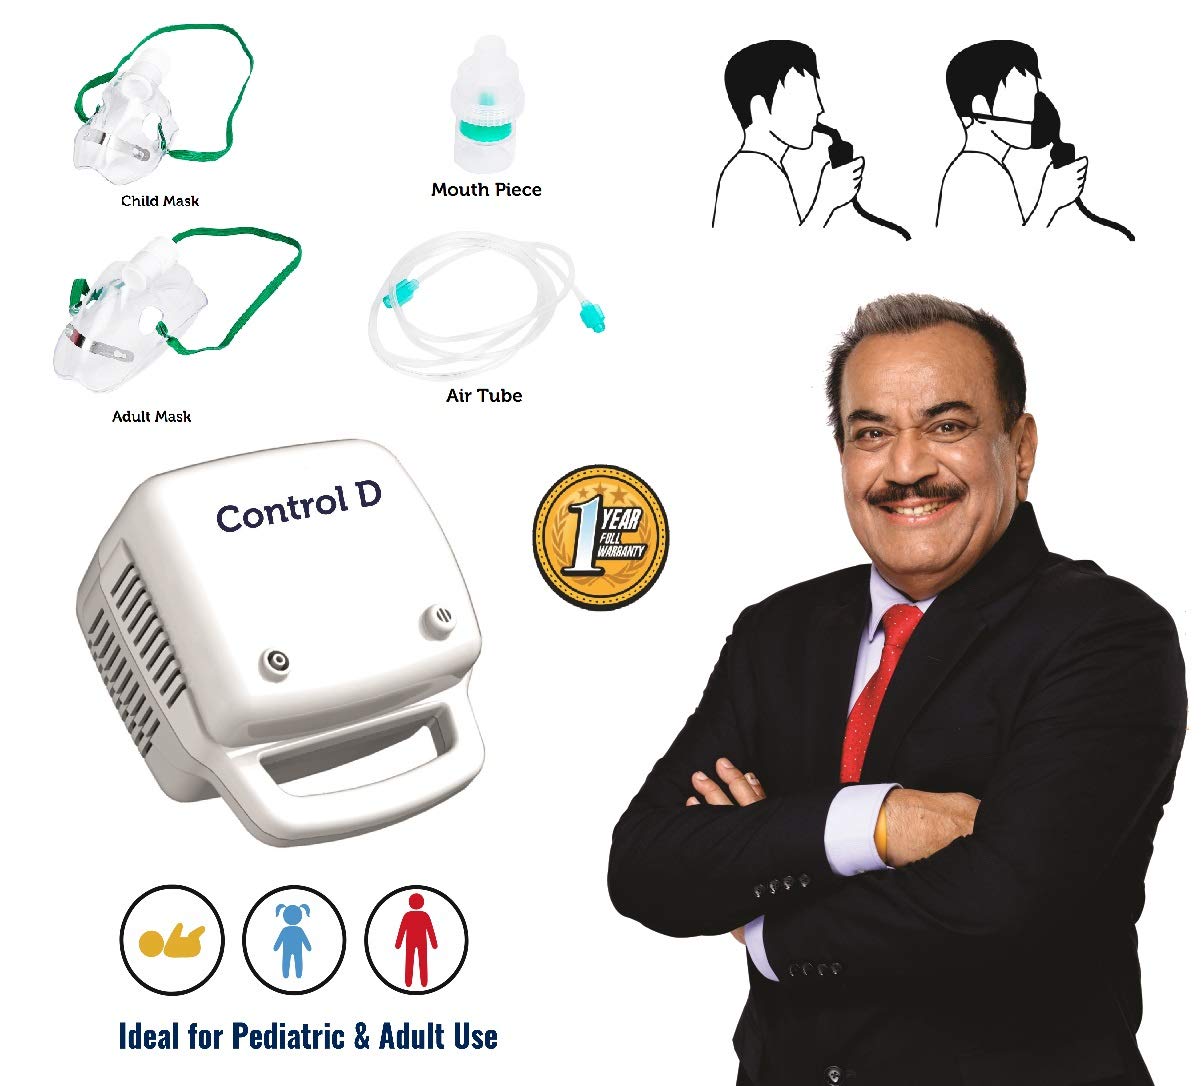 Child Mask
Mouth Piece
Adult Mask
Air Tube
Control D
1 YEAR
FULL
WARRANTY
Ideal for Pediatric & Adult Use